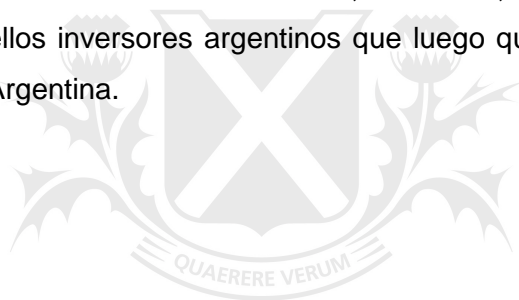 ellos inversores argentinos que luego qu
Argentina.
QUAERERE VERUM